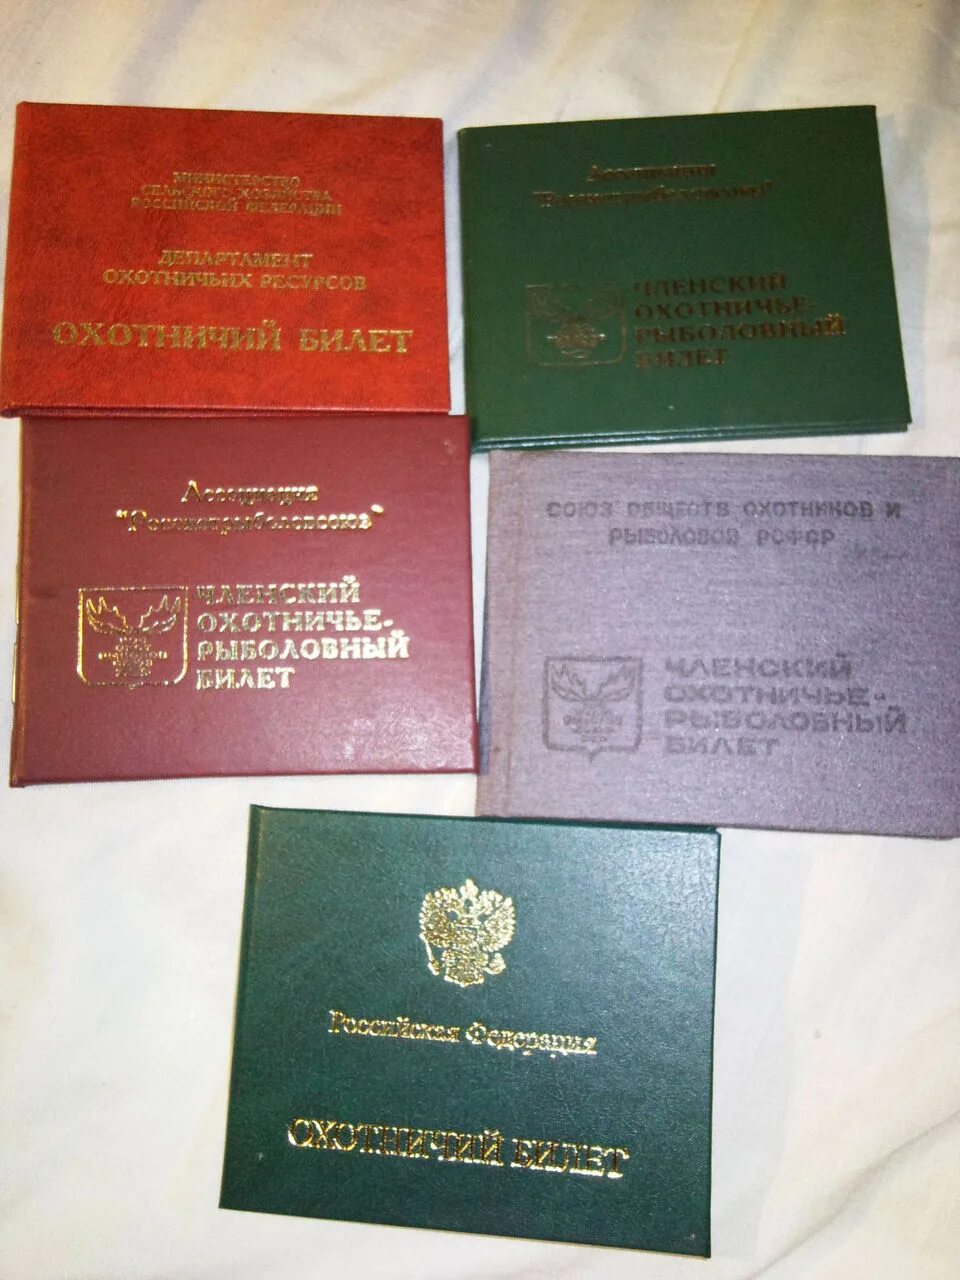 МИНИСТЕРСТВО
СЕЛЬСКОГО ХОЗЯЙСТВА
РОССИЙСКОЙ ФЕДЕРАЦИИ
ДЕПАРТАМЕНТ
ОХОТНИЧЬИХ РЕСУРСОВ
ОХОТНИЧИЙ БИЛЕТ
Ассоциация
"Росохотрыболовсоюз"
ЧЛЕНСКИЙ
ОХОТНИЧЬЕ-
РЫБОЛОВНЫЙ
БИЛЕТ
Ассоциация
"Росохотрыболовсоюз"
ЧЛЕНСКИЙ
ОХОТНИЧЬЕ-
РЫБОЛОВНЫЙ
БИЛЕТ
СОЮЗ ОБЩЕСТВ ОХОТНИКОВ И
РЫБОЛОВОВ РСФСР
ЧЛЕНСКИЙ
ОХОТНИЧЬЕ-
РЫБОЛОВНЫЙ
БИЛЕТ
Российская Федерация
ОХОТНИЧИЙ БИЛЕТ